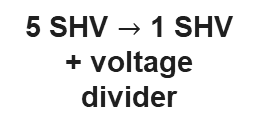 5 SHV → 1 SHV
+ voltage
divider